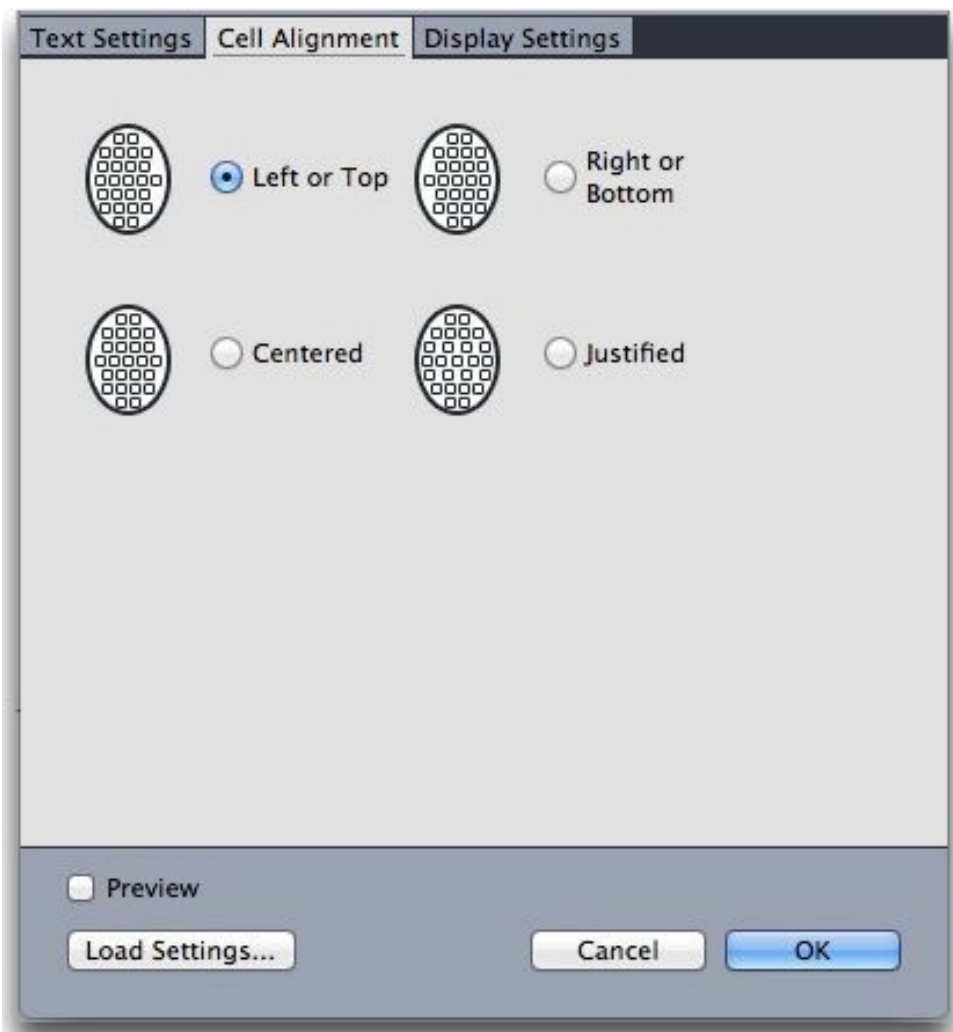 Text Settings Cell Alignment Display Settings
Left or Top
Right or
Bottom
Centered
Justified
Preview
Load Settings...
Cancel
OK